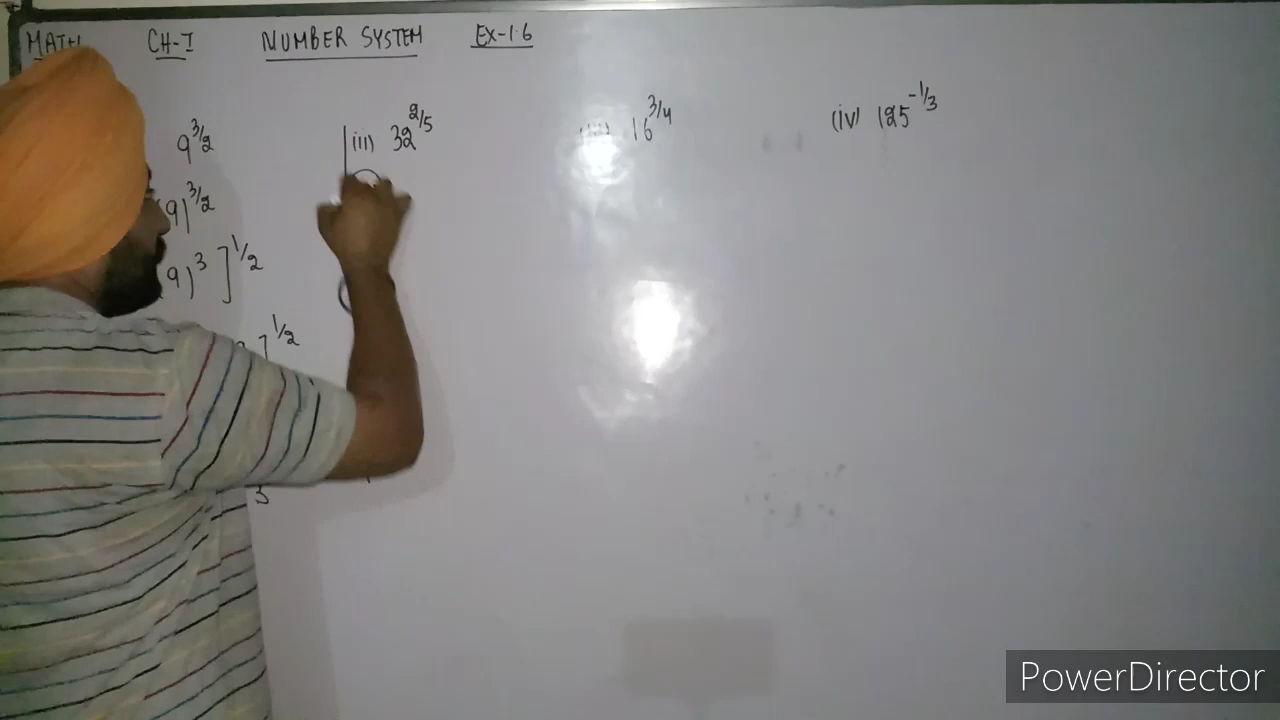 MATH CH-I NUMBER SYSTEM EX-1.6
9^3/2
(ii) 32^2/5
16^3/4
(iv) 125^-1/3
9)^3/2
9)^3 ]^1/2
]^1/2
3
PowerDirector